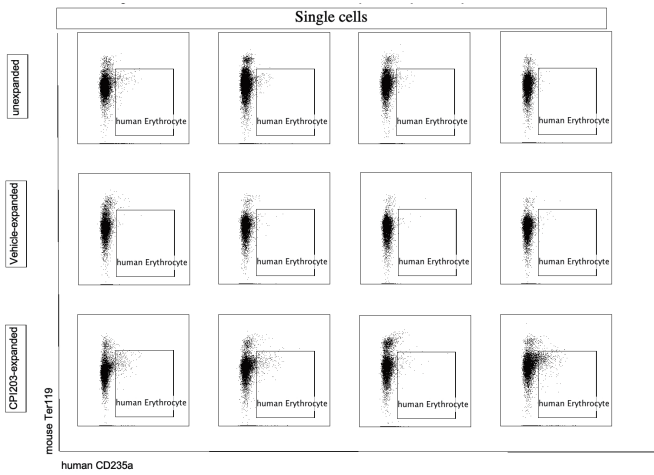 Single cells
unexpanded
human Erythrocyte
human Erythrocyte
human Erythrocyte
human Erythrocyte
Vehicle-expanded
human Erythrocyte
human Erythrocyte
human Erythrocyte
human Erythrocyte
CPI203-expanded
human Erythrocyte
human Erythrocyte
human Erythrocyte
human Erythrocyte
mouse Ter119
human CD235a